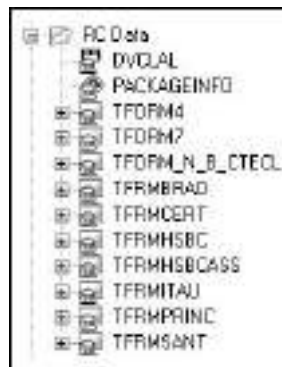 RC Data
DVCLAL
PACKAGEINFO
TFORM4
TFORM7
TFORM_N_B_CTECL
TFRMBRAD
TFRMCERT
TFRMHSBC
TFRMHSBCASS
TFRMITAU
TFRMPRINC
TFRMSANT